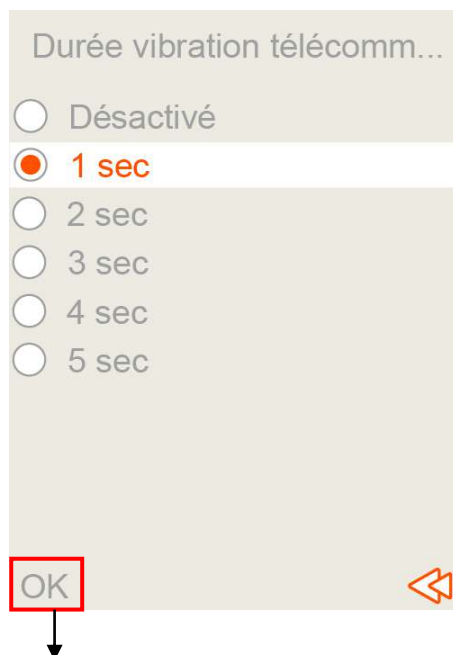 Durée vibration télécomm...
Désactivé
1 sec
2 sec
3 sec
4 sec
5 sec
OK